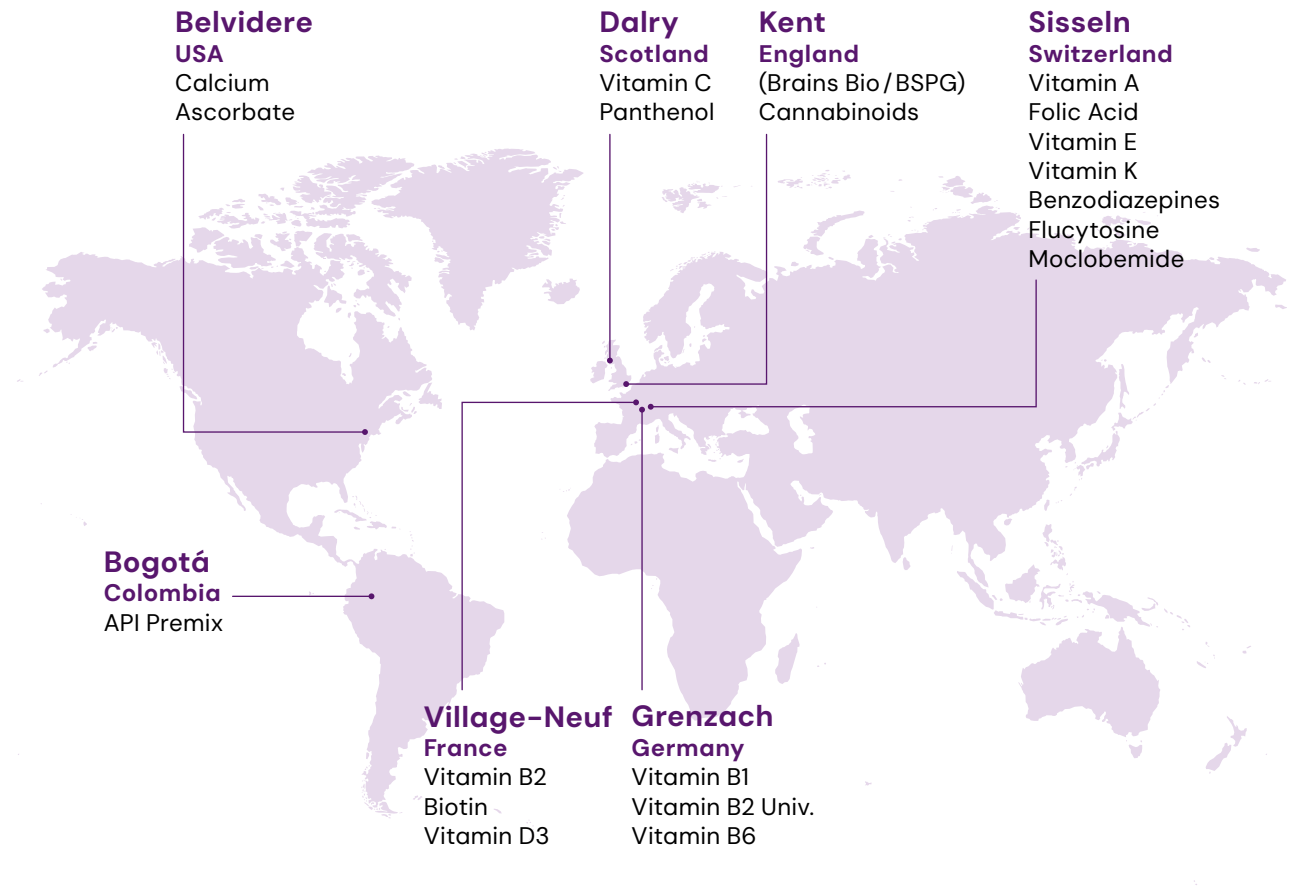 Belvidere
USA
Calcium
Ascorbate
Dalry
Scotland
Vitamin C
Panthenol
Kent
England
(Brains Bio/BSPG)
Cannabinoids
Sisseln
Switzerland
Vitamin A
Folic Acid
Vitamin E
Vitamin K
Benzodiazepines
Flucytosine
Moclobemide
Bogotá
Colombia
API Premix
Village-Neuf
France
Vitamin B2
Biotin
Vitamin D3
Grenzach
Germany
Vitamin B1
Vitamin B2 Univ.
Vitamin B6